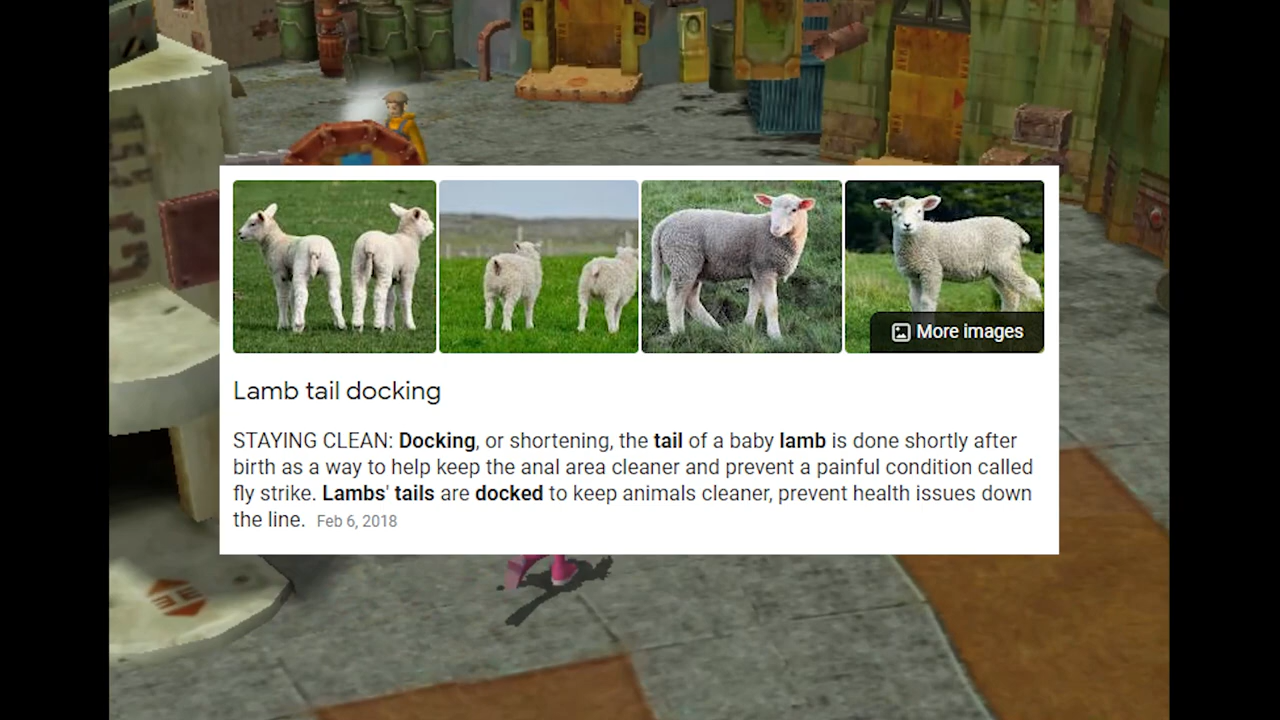 More images
Lamb tail docking
STAYING CLEAN: Docking, or shortening, the tail of a baby lamb is done shortly after
birth as a way to help keep the anal area cleaner and prevent a painful condition called
fly strike. Lambs' tails are docked to keep animals cleaner, prevent health issues down
the line. Feb 6, 2018